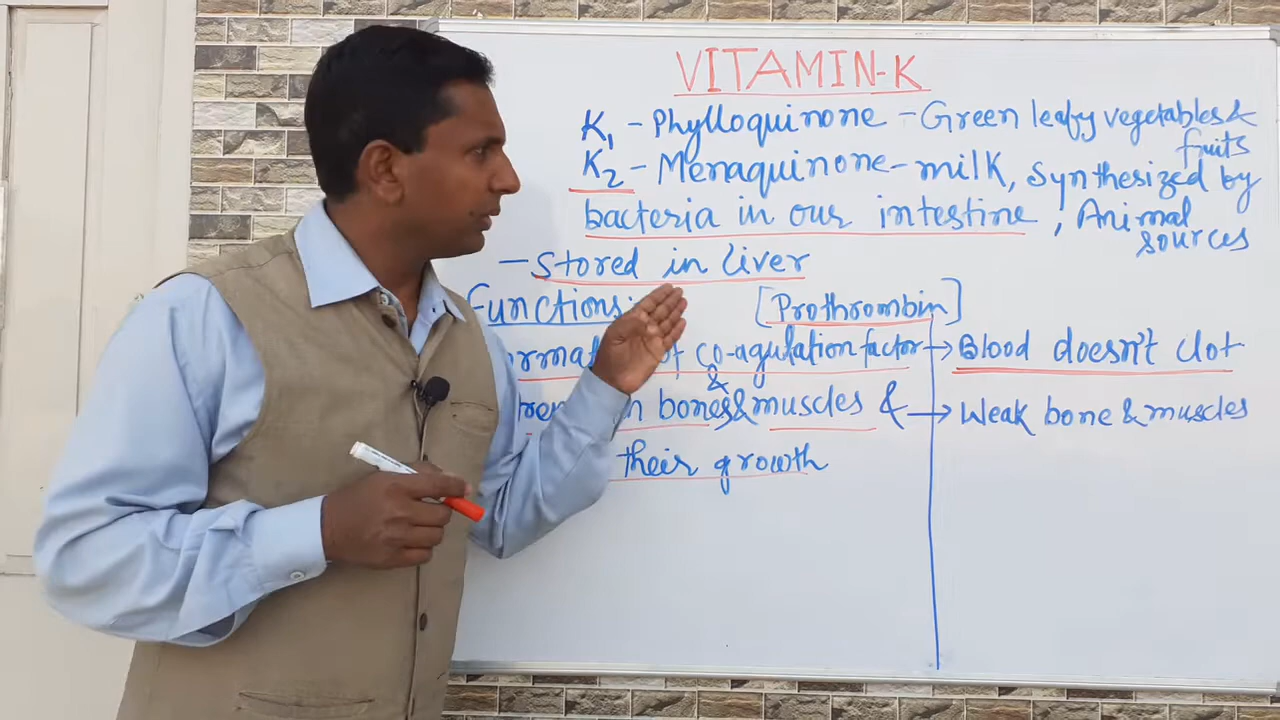 VITAMIN-K
K1 - Phylloquinone - Green leafy vegetables &
fruits
K2 - Menaquinone - milk, Synthesized by
bacteria in our intestine, Animal
sources
- Stored in liver
Functions: [Prothrombin]
co-agulation factor → Blood doesn't clot
&
bones & muscles & → Weak bone & muscles
their growth